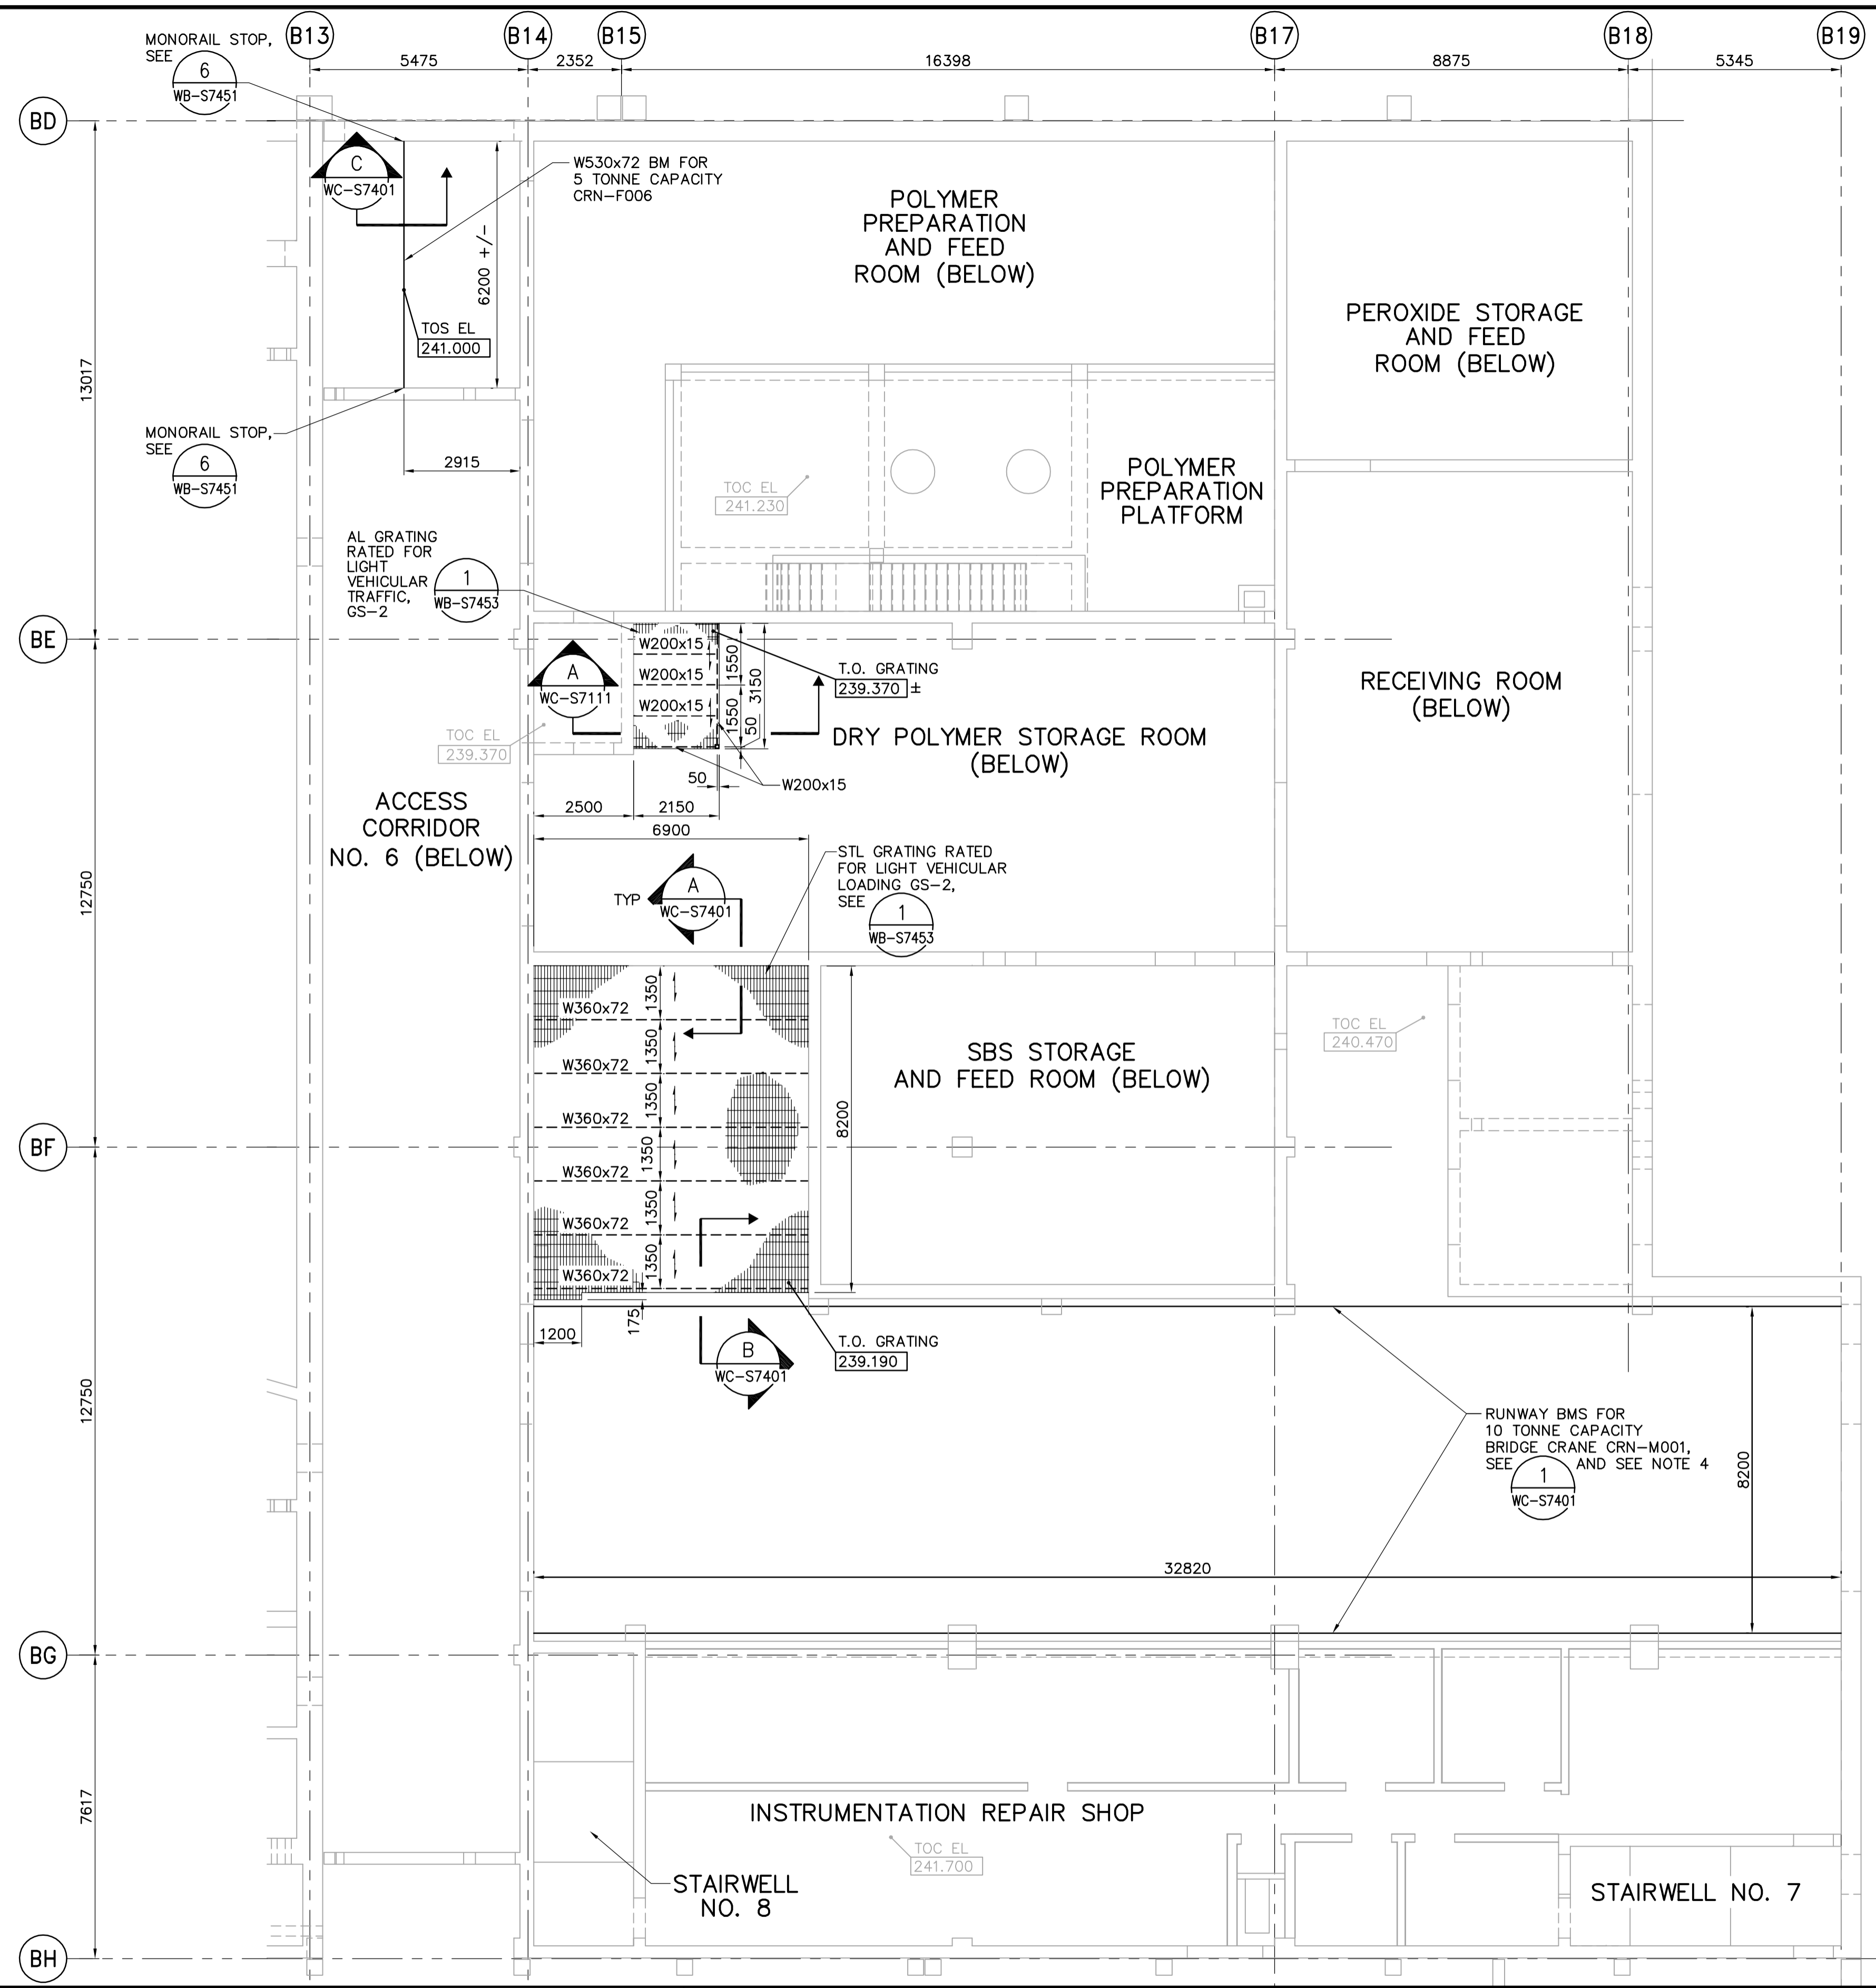 B13
B14
B15
B17
B18
B19
5475
2352
16398
8875
5345
MONORAIL STOP,
SEE
6
WB-S7451
BD
C
WC-S7401
W530x72 BM FOR
5 TONNE CAPACITY
CRN-F006
6200 +/-
TOS EL
241.000
13017
POLYMER
PREPARATION
AND FEED
ROOM (BELOW)
PEROXIDE STORAGE
AND FEED
ROOM (BELOW)
MONORAIL STOP,
SEE
6
WB-S7451
2915
TOC EL
241.230
POLYMER
PREPARATION
PLATFORM
AL GRATING
RATED FOR
LIGHT
VEHICULAR
TRAFFIC,
GS-2
1
WB-S7453
BE
A
WC-S7111
W200x15
W200x15
W200x15
1550
1550
3150
50
T.O. GRATING
239.370 ±
TOC EL
239.370
DRY POLYMER STORAGE ROOM
(BELOW)
RECEIVING ROOM
(BELOW)
50
W200x15
2500
2150
6900
ACCESS
CORRIDOR
NO. 6 (BELOW)
12750
TYP
A
WC-S7401
STL GRATING RATED
FOR LIGHT VEHICULAR
LOADING GS-2,
SEE
1
WB-S7453
W360x72
W360x72
W360x72
W360x72
W360x72
W360x72
1350
1350
1350
1350
1350
1350
8200
SBS STORAGE
AND FEED ROOM (BELOW)
TOC EL
240.470
BF
1200
175
B
WC-S7401
T.O. GRATING
239.190
12750
RUNWAY BMS FOR
10 TONNE CAPACITY
BRIDGE CRANE CRN-M001,
SEE
1
WC-S7401
AND SEE NOTE 4
8200
32820
BG
7617
INSTRUMENTATION REPAIR SHOP
TOC EL
241.700
STAIRWELL
NO. 8
STAIRWELL NO. 7
BH